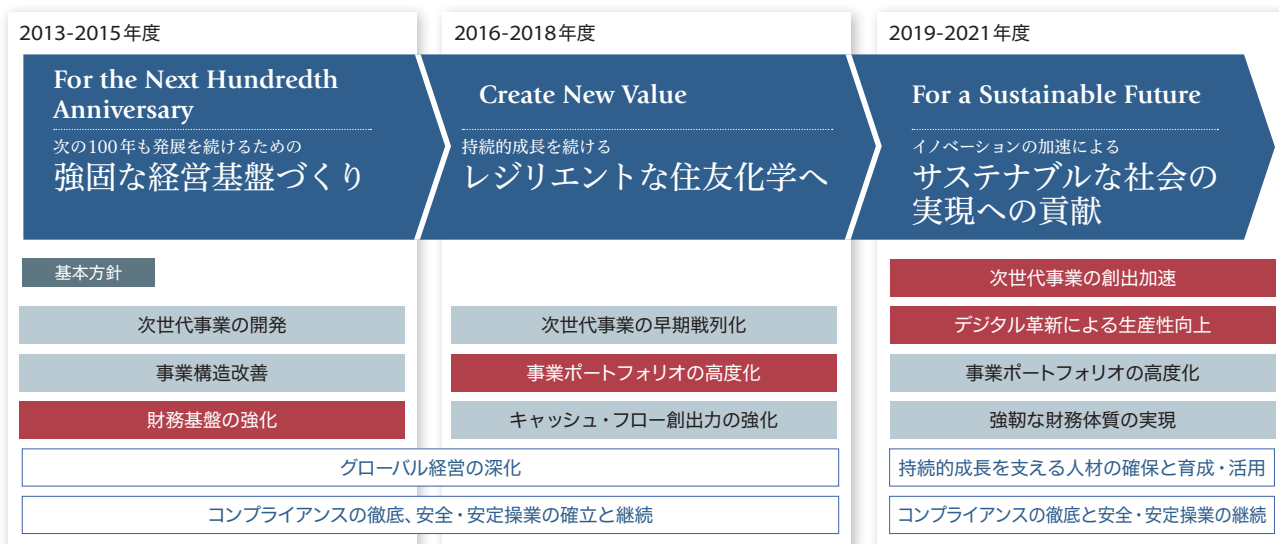 2013-2015年度
For the Next Hundredth
Anniversary
次の100年も発展を続けるための
強固な経営基盤づくり
2016-2018年度
Create New Value
持続的成長を続ける
レジリエントな住友化学へ
2019-2021年度
For a Sustainable Future
イノベーションの加速による
サステナブルな社会の
実現への貢献
基本方針
次世代事業の開発
事業構造改善
財務基盤の強化
次世代事業の早期戦列化
事業ポートフォリオの高度化
キャッシュ・フロー創出力の強化
グローバル経営の深化
コンプライアンスの徹底、安全・安定操業の確立と継続
次世代事業の創出加速
デジタル革新による生産性向上
事業ポートフォリオの高度化
強靭な財務体質の実現
持続的成長を支える人材の確保と育成・活用
コンプライアンスの徹底と安全・安定操業の継続